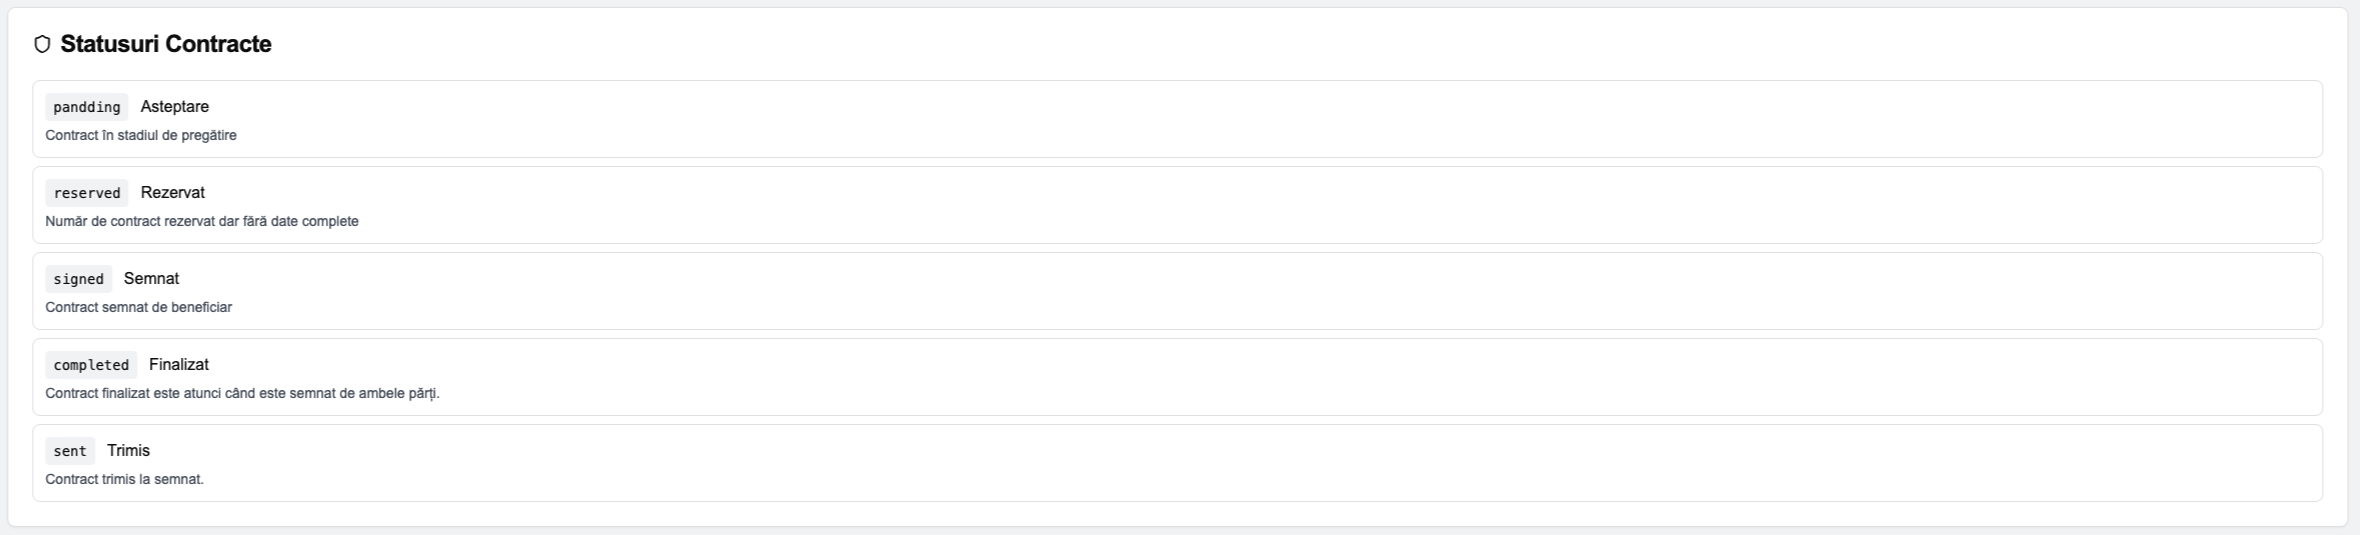 Statusuri Contracte
pandding Asteptare
Contract în stadiul de pregătire
reserved Rezervat
Număr de contract rezervat dar fără date complete
signed Semnat
Contract semnat de beneficiar
completed Finalizat
Contract finalizat este atunci când este semnat de ambele părți.
sent Trimis
Contract trimis la semnat.